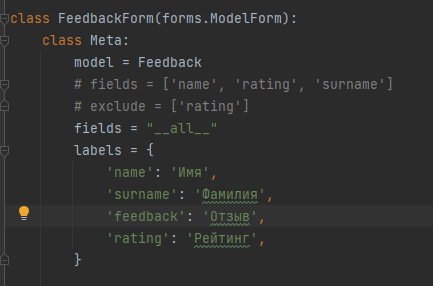 class FeedbackForm(forms.ModelForm):
    class Meta:
        model = Feedback
        # fields = ['name', 'rating', 'surname']
        # exclude = ['rating']
        fields = "__all__"
        labels = {
            'name': 'Имя',
            'surname': 'Фамилия',
            'feedback': 'Отзыв',
            'rating': 'Рейтинг',
        }